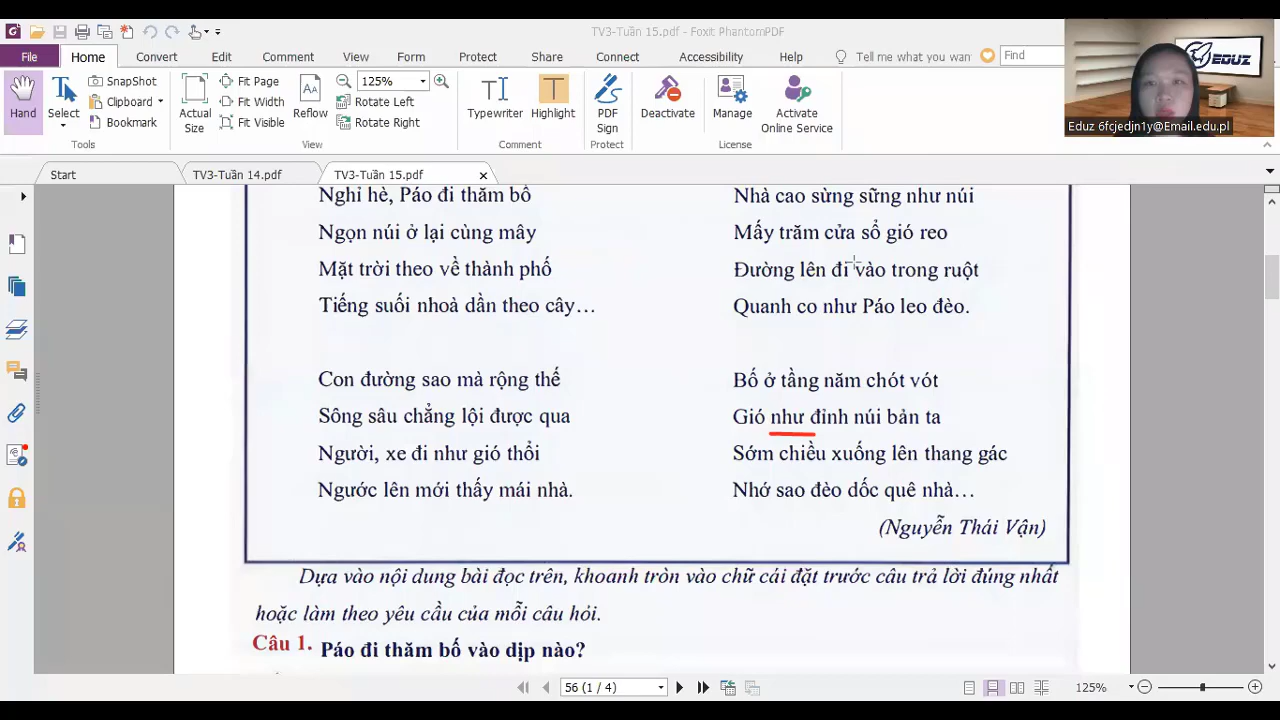 TV3-Tuần 15.pdf - Foxit PhantomPDF
File Home Convert Edit Comment View Form Protect Share Connect Accessibility Help Tell me what you want Find
Hand
Select
SnapShot
Clipboard
Bookmark
Tools
Actual Size
Fit Page
Fit Width
Fit Visible
Reflow
125%
Rotate Left
Rotate Right
View
Typewriter
Highlight
Comment
PDF Sign
Protect
Deactivate
Manage
Activate Online Service
License
EDUZ
Eduz 6fcjedjn1y@Email.edu.pl
Start TV3-Tuần 14.pdf TV3-Tuần 15.pdf
Nghỉ hè, Páo đi thăm bố
Ngọn núi ở lại cùng mây
Mặt trời theo về thành phố
Tiếng suối nhoà dần theo cây…
Con đường sao mà rộng thế
Sông sâu chẳng lội được qua
Người, xe đi như gió thổi
Ngước lên mới thấy mái nhà.
Nhà cao sừng sững như núi
Mấy trăm cửa sổ gió reo
Đường lên đi vào trong ruột
Quanh co như Páo leo đèo.
Bố ở tầng năm chót vót
Gió như đỉnh núi bản ta
Sớm chiều xuống lên thang gác
Nhớ sao đèo dốc quê nhà…
(Nguyễn Thái Vận)
Dựa vào nội dung bài đọc trên, khoanh tròn vào chữ cái đặt trước câu trả lời đúng nhất
hoặc làm theo yêu cầu của mỗi câu hỏi.
Câu 1. Páo đi thăm bố vào dịp nào?
56 (1 / 4)
125%